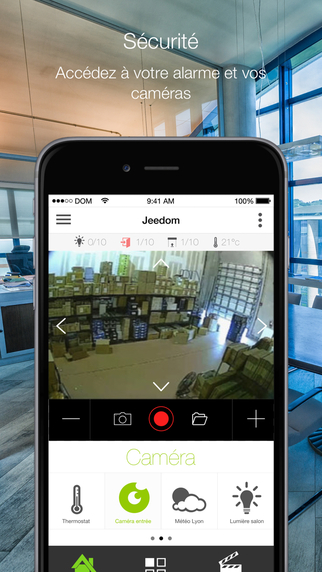 Sécurité
Accédez à votre alarme et vos
caméras
DOM 9:41 AM 100%
Jeedom
0/10 1/10 1/10 21°c
Caméra
Thermostat Caméra entrée Météo Lyon Lumière salon